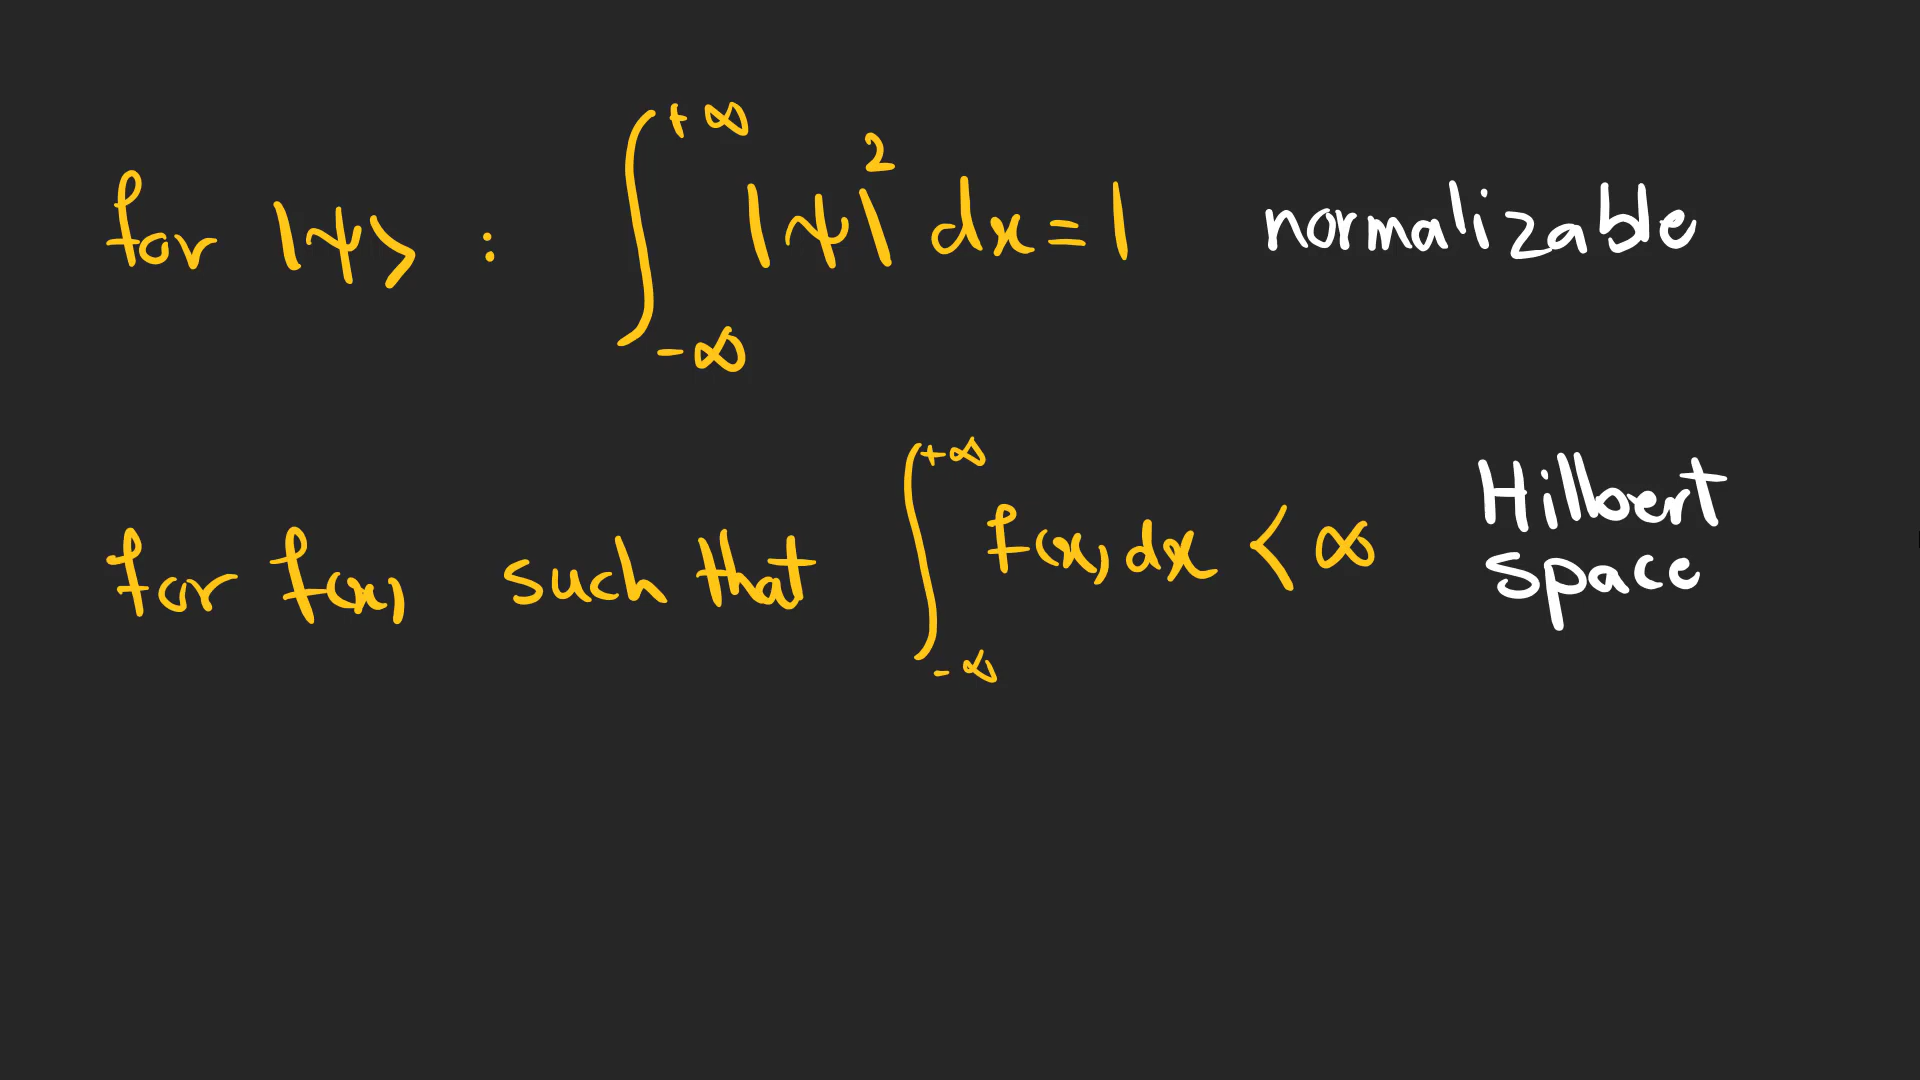 for |ψ⟩ : ∫_{-∞}^{+∞} |ψ|² dx = 1 normalizable
for f(x) such that ∫_{-∞}^{+∞} f(x) dx < ∞ Hilbert
space